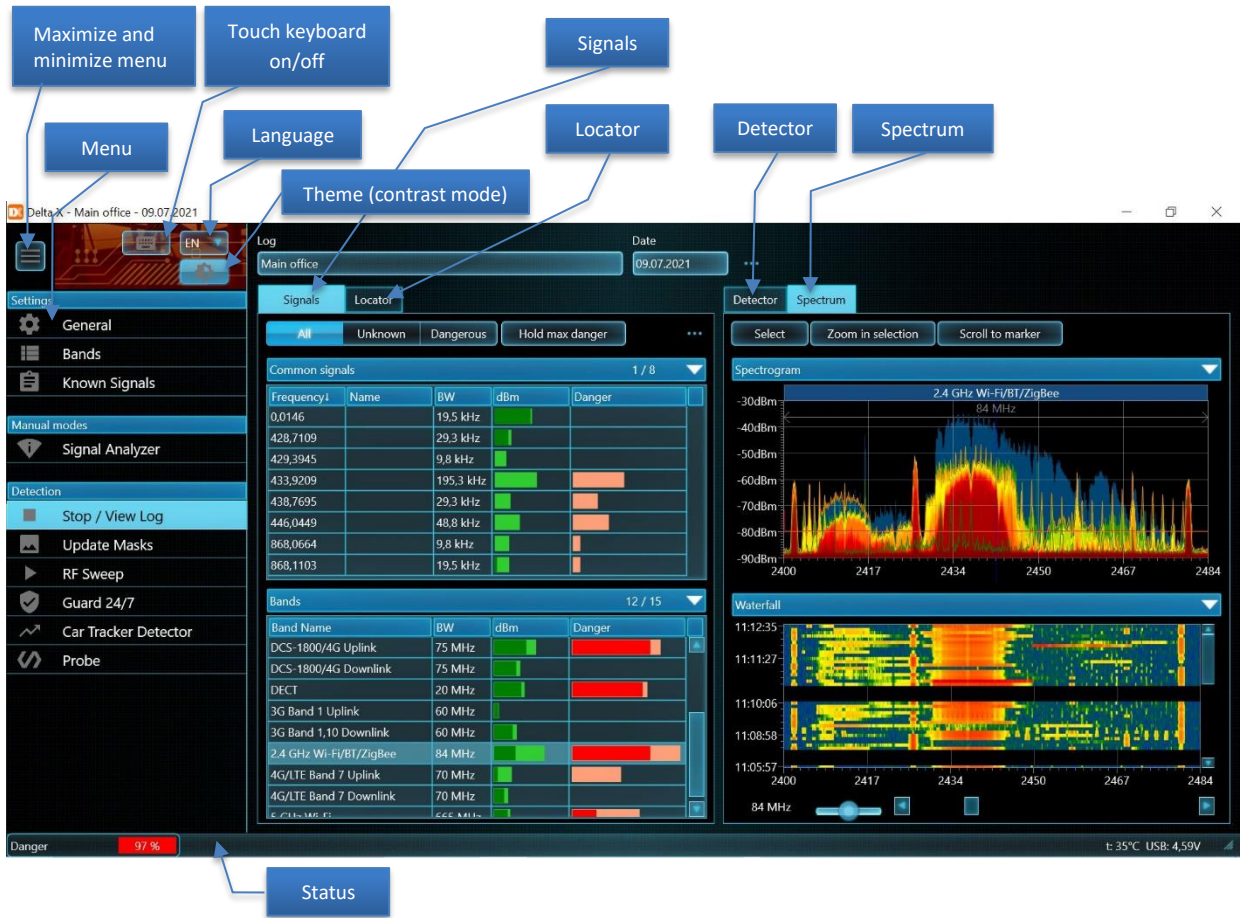 Maximize and
minimize menu
Touch keyboard
on/off
Signals
Menu
Language
Locator
Detector
Spectrum
Theme (contrast mode)
DX Delta X - Main office - 09.07.2021
EN
Log
Date
Main office
09.07.2021
Settings
General
Bands
Known Signals
Manual modes
Signal Analyzer
Detection
Stop / View Log
Update Masks
RF Sweep
Guard 24/7
Car Tracker Detector
Probe
Signals Locator
All Unknown Dangerous Hold max danger
Common signals 1 / 8
Frequency↓ Name BW dBm Danger
0,0146 19,5 kHz
428,7109 29,3 kHz
429,3945 9,8 kHz
433,9209 195,3 kHz
438,7695 29,3 kHz
446,0449 48,8 kHz
868,0664 9,8 kHz
868,1103 19,5 kHz
Bands 12 / 15
Band Name BW dBm Danger
DCS-1800/4G Uplink 75 MHz
DCS-1800/4G Downlink 75 MHz
DECT 20 MHz
3G Band 1 Uplink 60 MHz
3G Band 1,10 Downlink 60 MHz
2.4 GHz Wi-Fi/BT/ZigBee 84 MHz
4G/LTE Band 7 Uplink 70 MHz
4G/LTE Band 7 Downlink 70 MHz
5 GHz Wi-Fi 665 MHz
Detector Spectrum
Select Zoom in selection Scroll to marker
Spectrogram
2.4 GHz Wi-Fi/BT/ZigBee
84 MHz
-30dBm
-40dBm
-50dBm
-60dBm
-70dBm
-80dBm
-90dBm
2400 2417 2434 2450 2467 2484
Waterfall
11:12:35
11:11:27
11:10:06
11:08:58
11:05:57
2400 2417 2434 2450 2467 2484
84 MHz
Danger 97 %
t: 35°C USB: 4,59V
Status